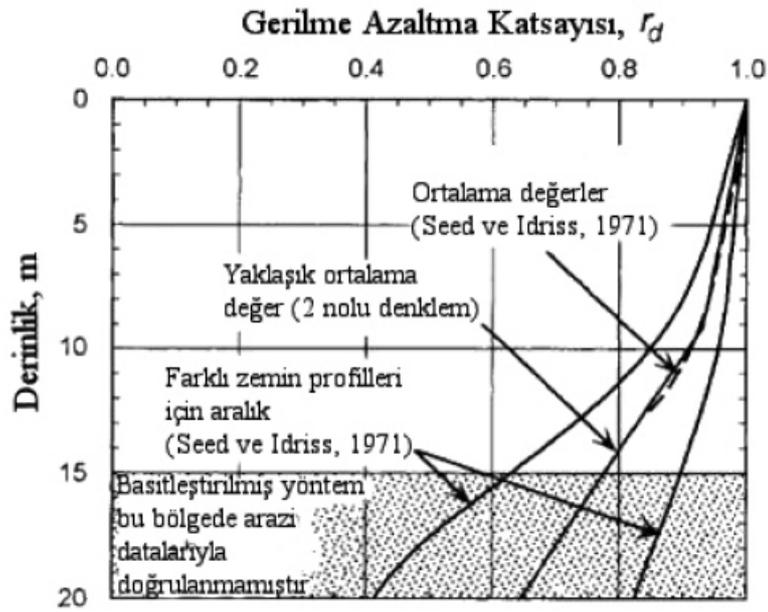 Gerilme Azaltma Katsayısı, rd
0.0 0.2 0.4 0.6 0.8 1.0
0
5
10
15
20
Derinlik, m
Ortalama değerler
(Seed ve Idriss, 1971)
Yaklaşık ortalama
değer (2 nolu denklem)
Farklı zemin profilleri
için aralık
(Seed ve Idriss, 1971)
Basitleştirilmiş yöntem
bu bölgede arazi
datalarıyla
doğrulanmamıştır